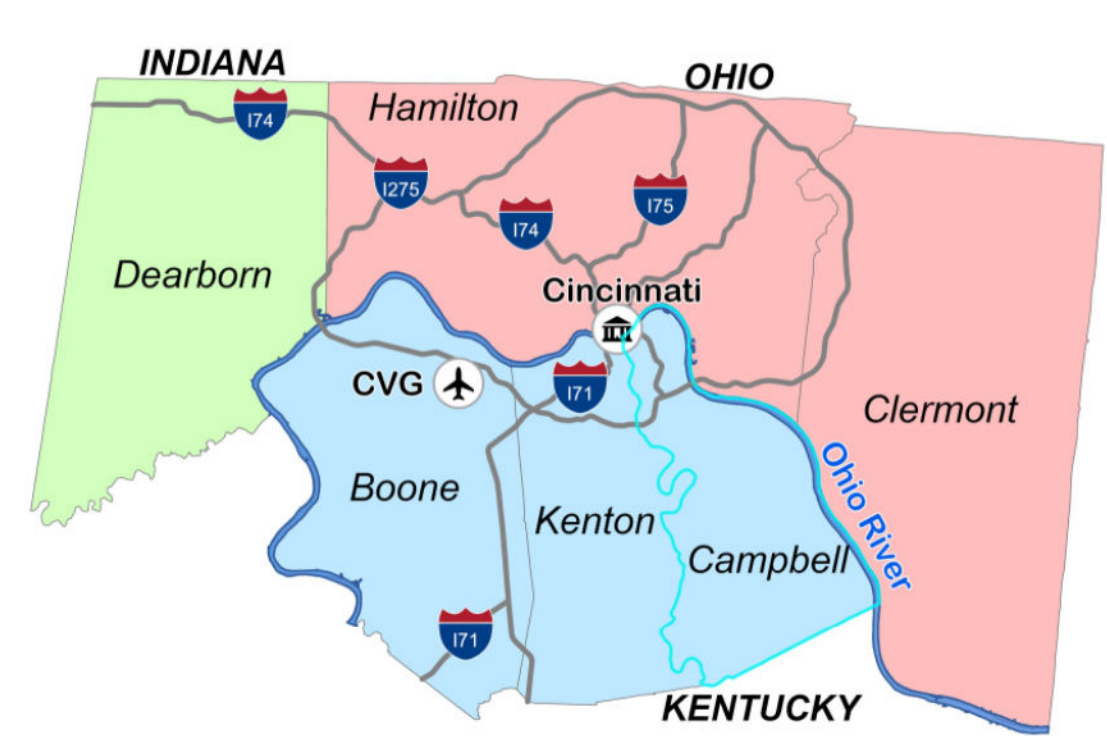 INDIANA
OHIO
I74
Hamilton
I275
I75
I74
Dearborn
Cincinnati
CVG
I71
Clermont
Boone
Ohio River
Kenton
Campbell
I71
KENTUCKY